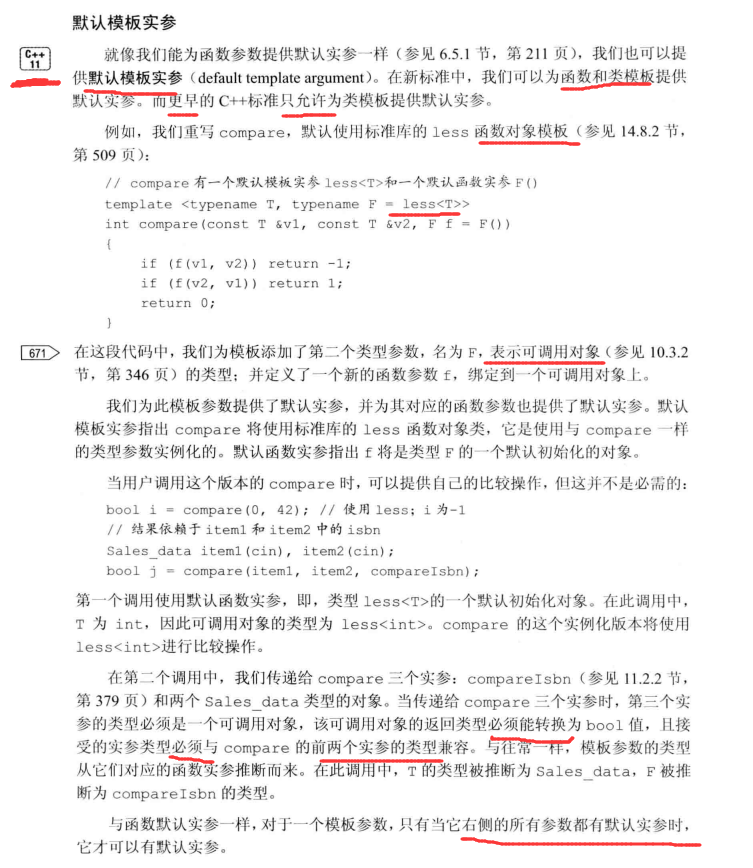 默认模板实参
C++
11
就像我们能为函数参数提供默认实参一样（参见 6.5.1 节，第 211 页），我们也可以提
供默认模板实参（default template argument）。在新标准中，我们可以为函数和类模板提供
默认实参。而更早的 C++标准只允许为类模板提供默认实参。
例如，我们重写 compare，默认使用标准库的 less 函数对象模板（参见 14.8.2 节，
第 509 页）：
// compare 有一个默认模板实参 less<T>和一个默认函数实参 F()
template <typename T, typename F = less<T>>
int compare(const T &v1, const T &v2, F f = F())
{
if (f(v1, v2)) return -1;
if (f(v2, v1)) return 1;
return 0;
}
671
在这段代码中，我们为模板添加了第二个类型参数，名为 F，表示可调用对象（参见 10.3.2
节，第 346 页）的类型；并定义了一个新的函数参数 f，绑定到一个可调用对象上。
我们为此模板参数提供了默认实参，并为其对应的函数参数也提供了默认实参。默认
模板实参指出 compare 将使用标准库的 less 函数对象类，它是使用与 compare 一样
的类型参数实例化的。默认函数实参指出 f 将是类型 F 的一个默认初始化的对象。
当用户调用这个版本的 compare 时，可以提供自己的比较操作，但这并不是必需的：
bool i = compare(0, 42); // 使用 less；i 为-1
// 结果依赖于 item1 和 item2 中的 isbn
Sales_data item1(cin), item2(cin);
bool j = compare(item1, item2, compareIsbn);
第一个调用使用默认函数实参，即，类型 less<T>的一个默认初始化对象。在此调用中，
T 为 int，因此可调用对象的类型为 less<int>。compare 的这个实例化版本将使用
less<int>进行比较操作。
在第二个调用中，我们传递给 compare 三个实参：compareIsbn（参见 11.2.2 节，
第 379 页）和两个 Sales_data 类型的对象。当传递给 compare 三个实参时，第三个实
参的类型必须是一个可调用对象，该可调用对象的返回类型必须能转换为 bool 值，且接
受的实参类型必须与 compare 的前两个实参的类型兼容。与往常一样，模板参数的类型
从它们对应的函数实参推断而来。在此调用中，T 的类型被推断为 Sales_data，F 被推
断为 compareIsbn 的类型。
与函数默认实参一样，对于一个模板参数，只有当它右侧的所有参数都有默认实参时，
它才可以有默认实参。